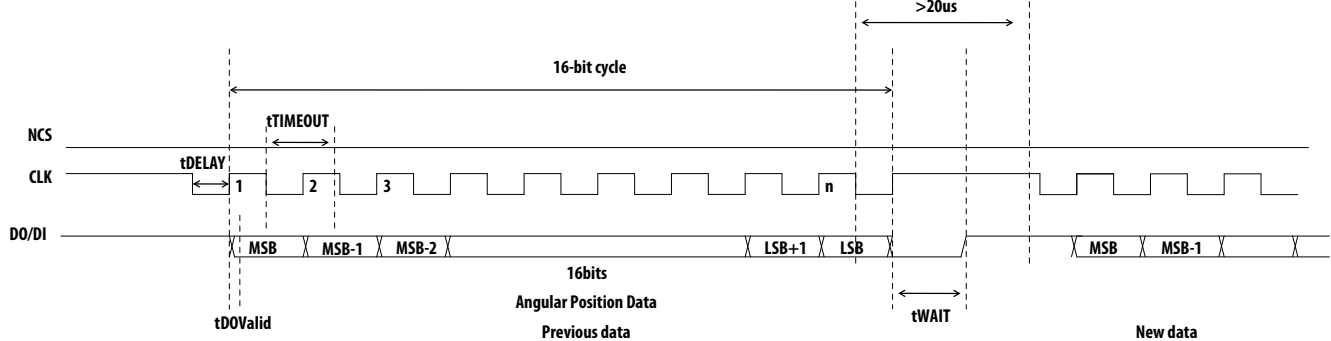 >20us
16-bit cycle
tTIMEOUT
NCS
tDELAY
CLK
1
2
3
n
DO/DI
MSB
MSB-1
MSB-2
LSB+1
LSB
MSB
MSB-1
16bits
Angular Position Data
tWAIT
tDOValid
Previous data
New data